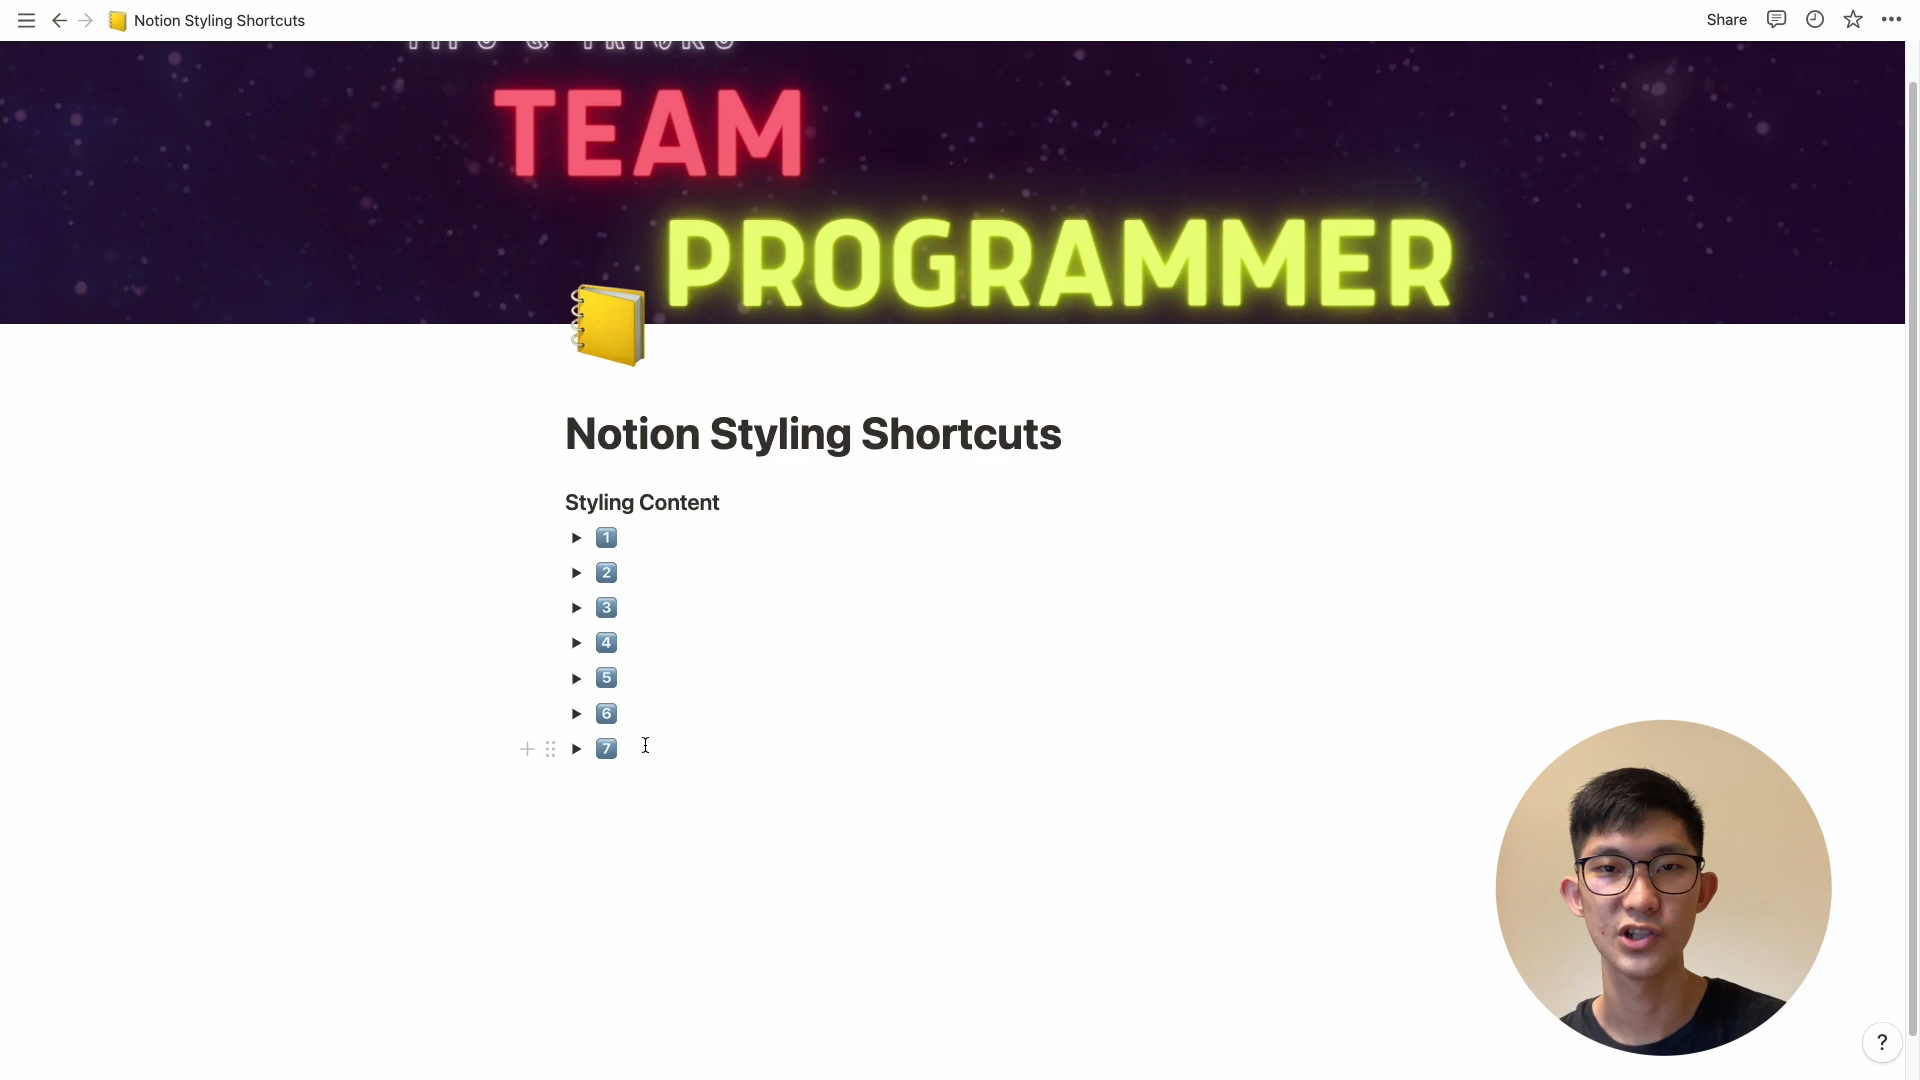 Notion Styling Shortcuts
Share
TEAM
PROGRAMMER
Notion Styling Shortcuts
Styling Content
1
2
3
4
5
6
7
?